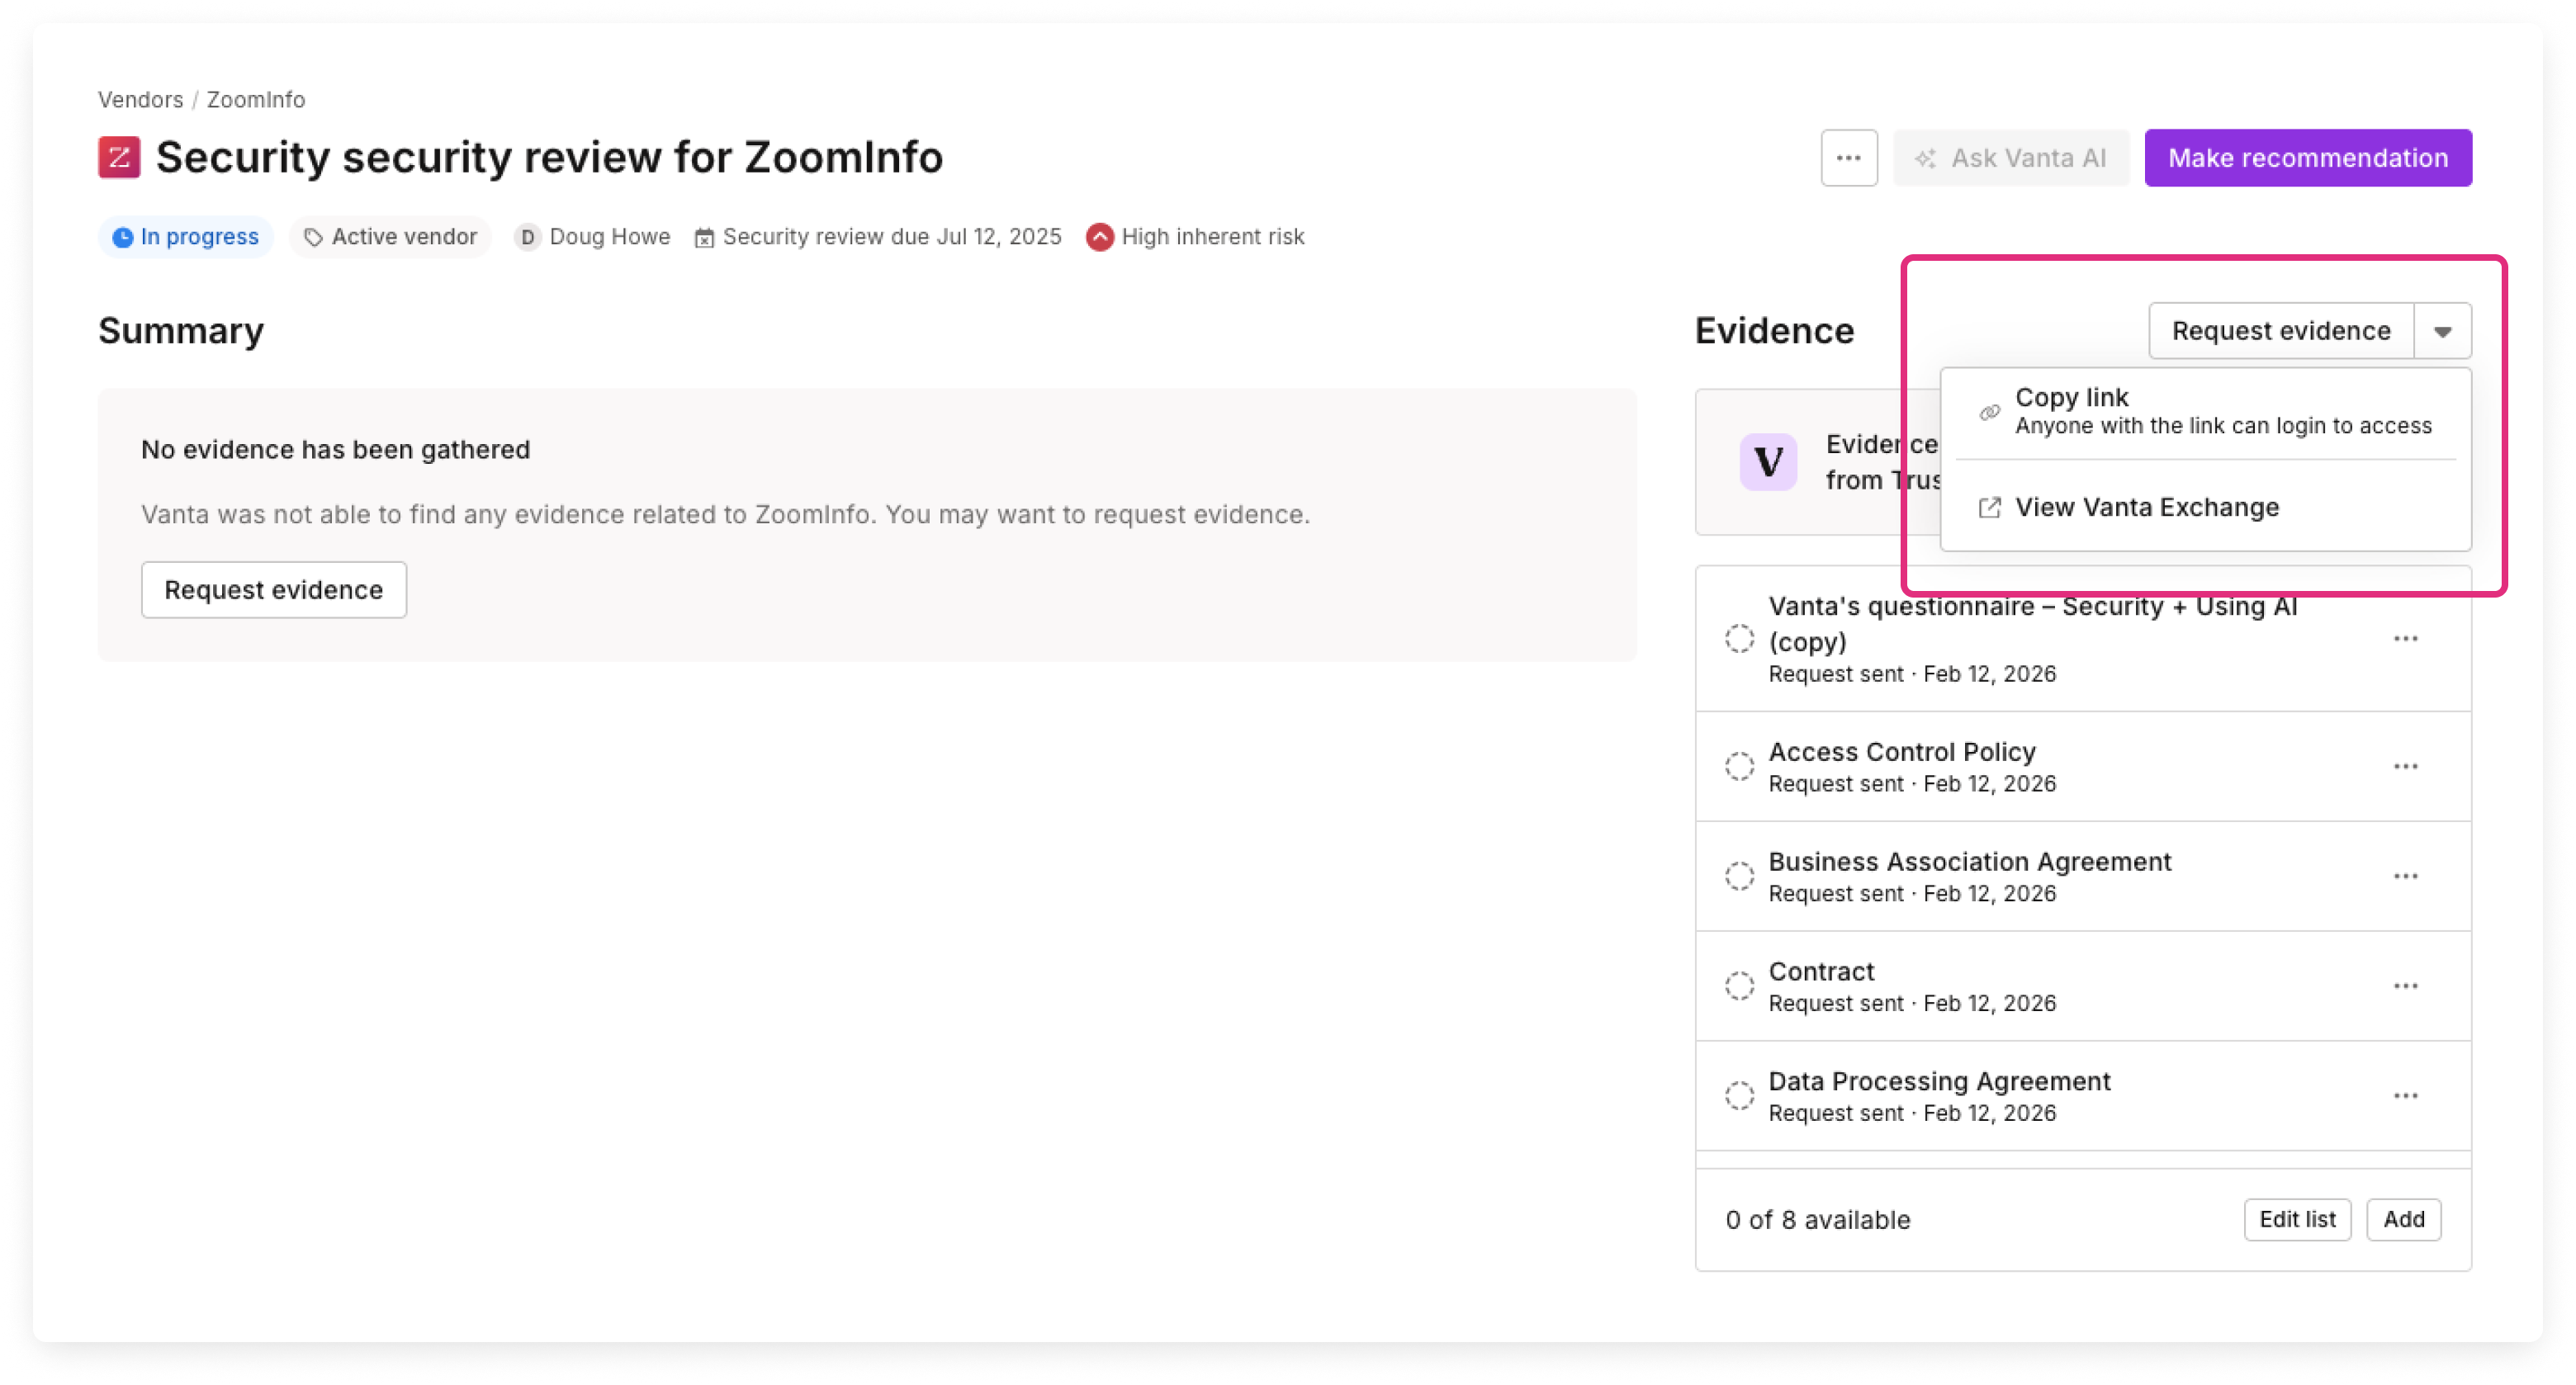 Vendors / ZoomInfo
Security security review for ZoomInfo
Ask Vanta AI
Make recommendation
In progress
Active vendor
D Doug Howe
Security review due Jul 12, 2025
High inherent risk
Summary
No evidence has been gathered
Vanta was not able to find any evidence related to ZoomInfo. You may want to request evidence.
Request evidence
Evidence
Request evidence
Copy link
Anyone with the link can login to access
View Vanta Exchange
V
Evidence
from Trus
Vanta's questionnaire – Security + Using AI
(copy)
Request sent · Feb 12, 2026
Access Control Policy
Request sent · Feb 12, 2026
Business Association Agreement
Request sent · Feb 12, 2026
Contract
Request sent · Feb 12, 2026
Data Processing Agreement
Request sent · Feb 12, 2026
0 of 8 available
Edit list
Add